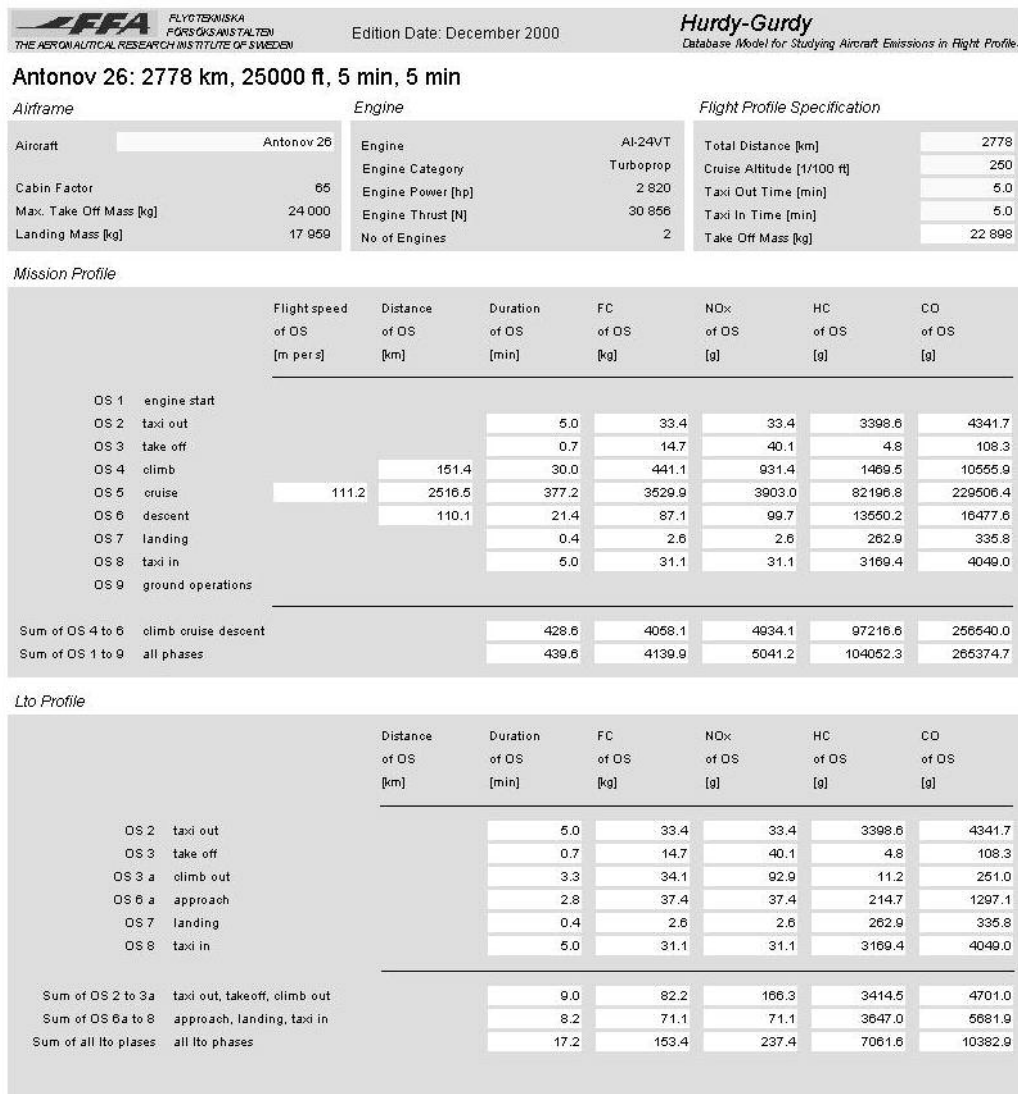 FFA FLYGTEKNISKA
FÖRSÖKSANSTALTEN
THE AERONAUTICAL RESEARCH INSTITUTE OF SWEDEN
Edition Date: December 2000
Hurdy-Gurdy
Database Model for Studying Aircraft Emissions in Flight Profile
Antonov 26: 2778 km, 25000 ft, 5 min, 5 min
Airframe
Aircraft Antonov 26
Cabin Factor 65
Max. Take Off Mass [kg] 24 000
Landing Mass [kg] 17 959
Engine
Engine AI-24VT
Engine Category Turboprop
Engine Power [hp] 2 820
Engine Thrust [N] 30 856
No of Engines 2
Flight Profile Specification
Total Distance [km] 2778
Cruise Altitude [1/100 ft] 250
Taxi Out Time [min] 5.0
Taxi In Time [min] 5.0
Take Off Mass [kg] 22 898
Mission Profile
Flight speed Distance Duration FC NOx HC CO
of OS of OS of OS of OS of OS of OS of OS
[m per s] [km] [min] [kg] [g] [g] [g]
OS 1 engine start
OS 2 taxi out 5.0 33.4 33.4 3398.6 4341.7
OS 3 take off 0.7 14.7 40.1 4.8 108.3
OS 4 climb 151.4 30.0 441.1 931.4 1469.5 10555.9
OS 5 cruise 111.2 2516.5 377.2 3529.9 3903.0 82196.8 229506.4
OS 6 descent 110.1 21.4 87.1 99.7 13550.2 16477.6
OS 7 landing 0.4 2.6 2.6 262.9 335.8
OS 8 taxi in 5.0 31.1 31.1 3169.4 4049.0
OS 9 ground operations
Sum of OS 4 to 6 climb cruise descent 428.6 4058.1 4934.1 97216.6 256540.0
Sum of OS 1 to 9 all phases 439.6 4139.9 5041.2 104052.3 265374.7
Lto Profile
Distance Duration FC NOx HC CO
of OS of OS of OS of OS of OS of OS
[km] [min] [kg] [g] [g] [g]
OS 2 taxi out 5.0 33.4 33.4 3398.6 4341.7
OS 3 take off 0.7 14.7 40.1 4.8 108.3
OS 3 a climb out 3.3 34.1 92.9 11.2 251.0
OS 6 a approach 2.8 37.4 37.4 214.7 1297.1
OS 7 landing 0.4 2.6 2.6 262.9 335.8
OS 8 taxi in 5.0 31.1 31.1 3169.4 4049.0
Sum of OS 2 to 3a taxi out, takeoff, climb out 9.0 82.2 166.3 3414.5 4701.0
Sum of OS 6a to 8 approach, landing, taxi in 8.2 71.1 71.1 3647.0 5681.9
Sum of all lto plases all lto phases 17.2 153.4 237.4 7061.6 10382.9